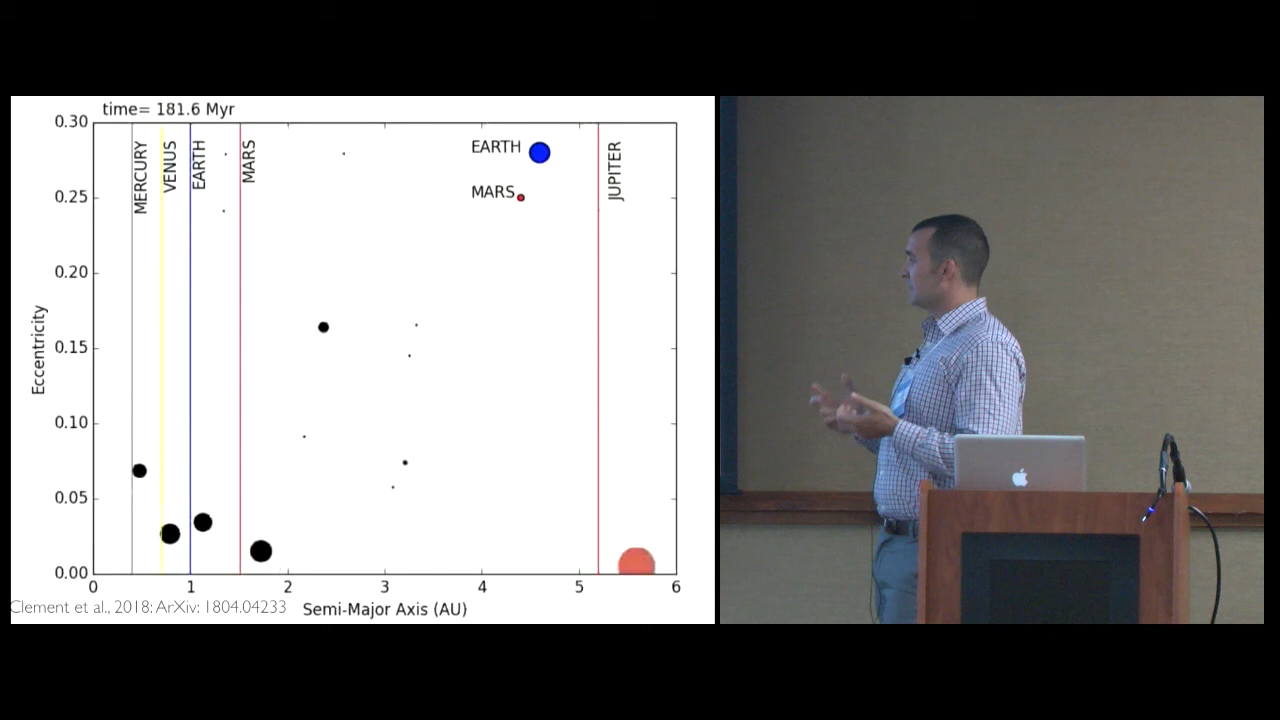 time= 181.6 Myr
0.30
0.25
0.20
0.15
0.10
0.05
0.00
Eccentricity
MERCURY
VENUS
EARTH
MARS
EARTH
MARS
JUPITER
0 1 2 3 4 5 6
Semi-Major Axis (AU)
Clement et al., 2018: ArXiv: 1804.04233